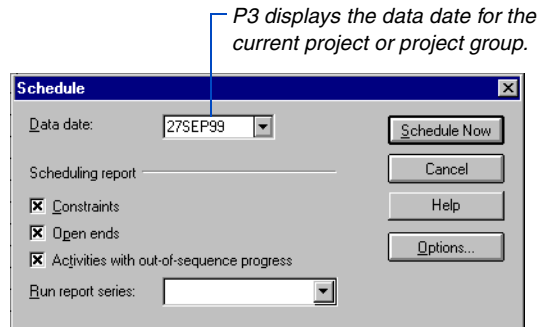 P3 displays the data date for the
current project or project group.
Schedule
Data date: 27SEP99
Schedule Now
Scheduling report
Cancel
Constraints
Help
Open ends
Options...
Activities with out-of-sequence progress
Run report series: